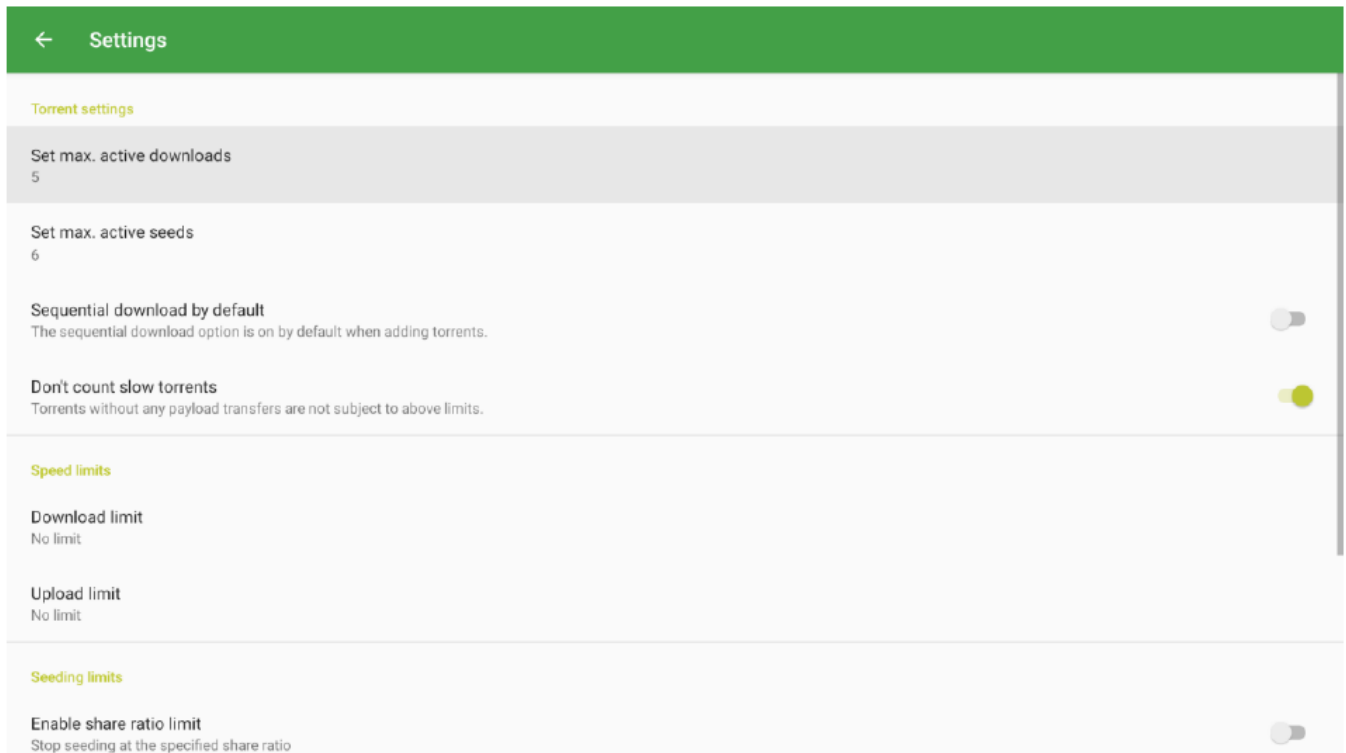 Settings
Torrent settings
Set max. active downloads
5
Set max. active seeds
6
Sequential download by default
The sequential download option is on by default when adding torrents.
Don't count slow torrents
Torrents without any payload transfers are not subject to above limits.
Speed limits
Download limit
No limit
Upload limit
No limit
Seeding limits
Enable share ratio limit
Stop seeding at the specified share ratio